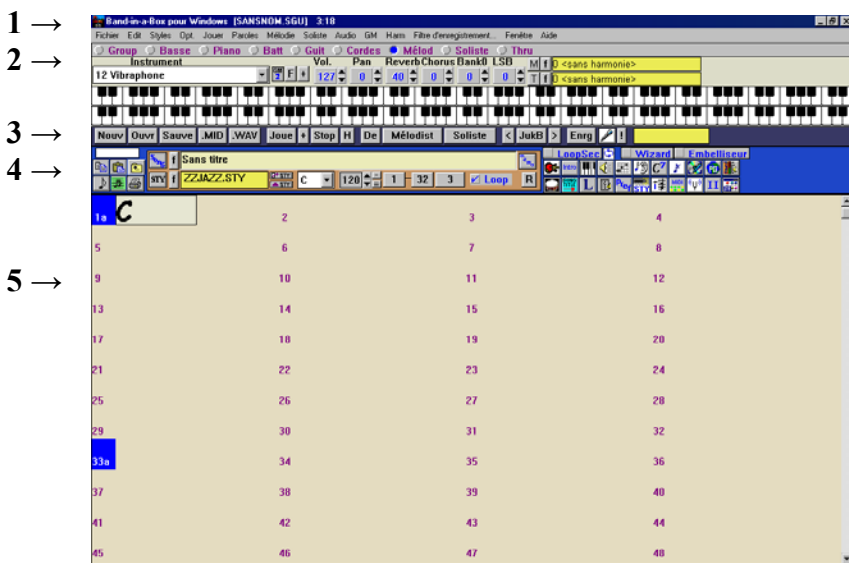 1 →
Band-in-a-Box pour Windows [SANSNOM.SGU] 3:18
Fichier Edit Styles Opt. Jouer Paroles Mélodie Soliste Audio GM Harm Filtre d'enregistrement... Fenêtre Aide
Group Basse Piano Batt Guit Cordes Mélod Soliste Thru
2 →
Instrument Vol. Pan Reverb Chorus Bank0 LSB M f 0 <sans harmonie>
12 Vibraphone F 127 0 40 0 0 0 T f 0 <sans harmonie>
3 →
Nouv Ouvr Sauve .MID .WAV Joue + Stop H De Mélodist Soliste < JukB > Enrg !
4 →
f Sans titre LoopSec Wizard Embelliseur
STY f ZZJAZZ.STY C 120 1 32 3 Loop R
1a C 2 3 4
5 6 7 8
5 →
9 10 11 12
13 14 15 16
17 18 19 20
21 22 23 24
25 26 27 28
29 30 31 32
33a 34 35 36
37 38 39 40
41 42 43 44
45 46 47 48